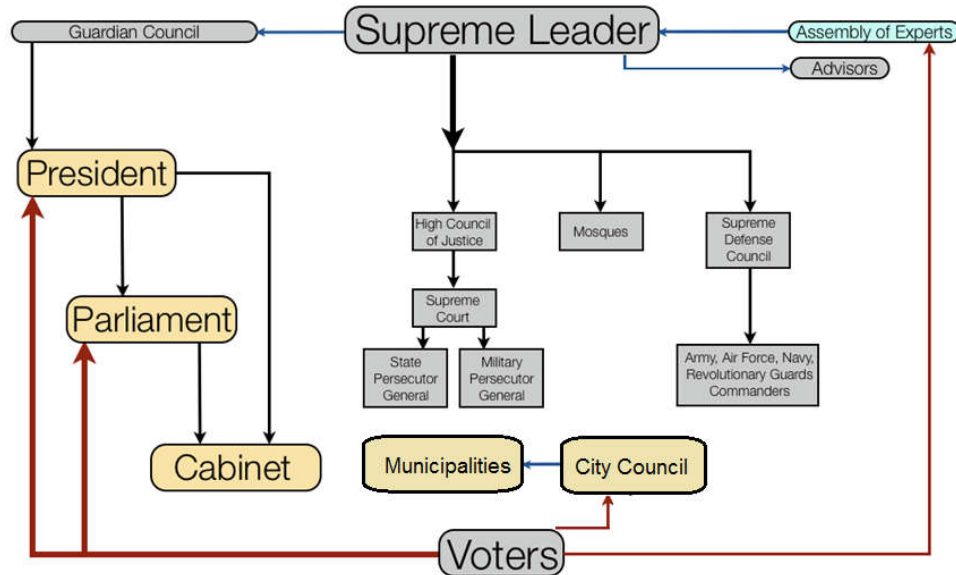 Guardian Council
Supreme Leader
Assembly of Experts
Advisors
President
High Council
of Justice
Mosques
Supreme
Defense
Council
Parliament
Supreme
Court
State
Persecutor
General
Military
Persecutor
General
Army, Air Force, Navy,
Revolutionary Guards
Commanders
Cabinet
Municipalities
City Council
Voters